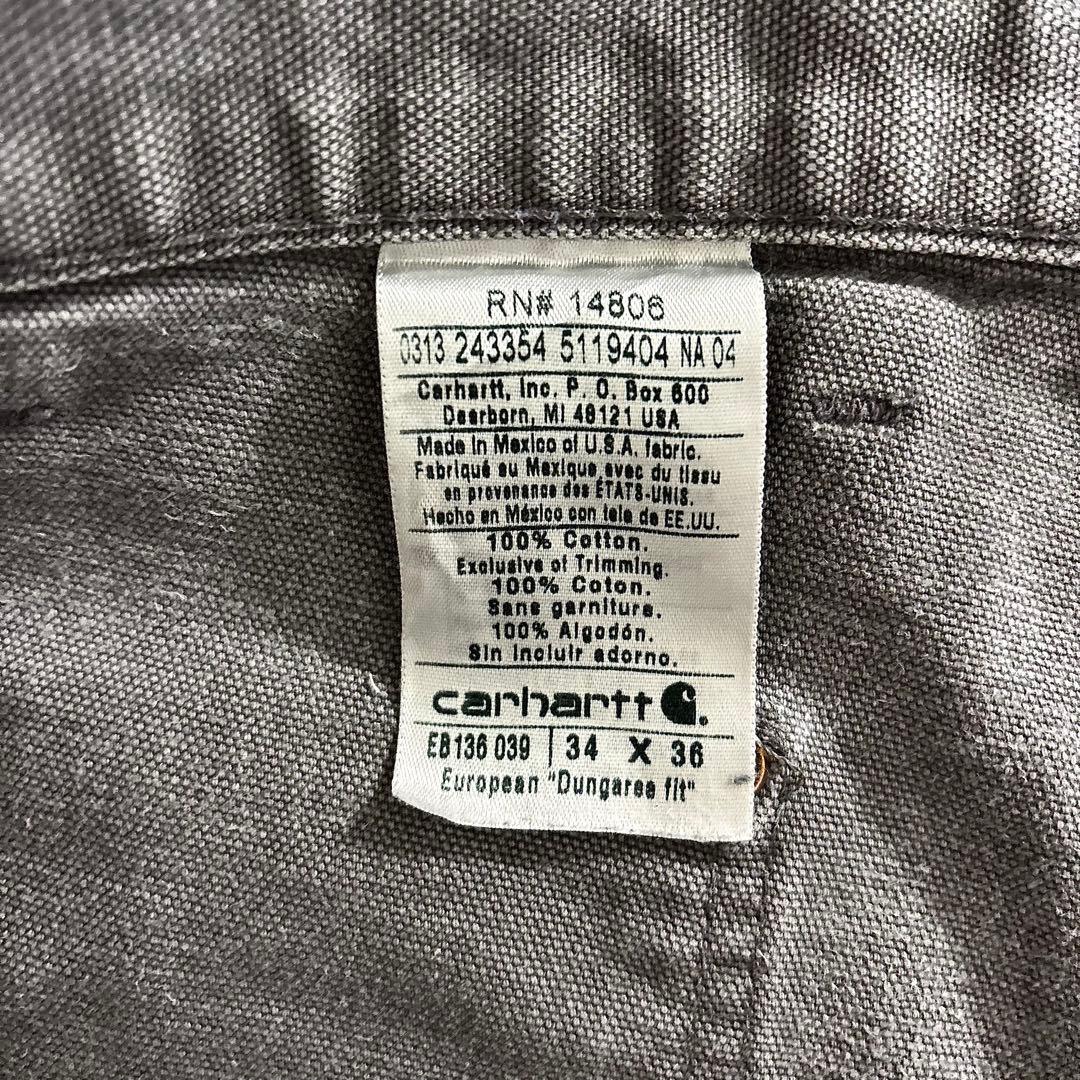 RN# 14806
0313 243354 5119404 NA 04
Carhartt, Inc. P. O. Box 600
Dearborn, MI 48121 USA
Made in Mexico of U.S.A. fabric.
Fabriqué au Mexique avec du tissu
en provenance des ÉTATS-UNIS.
Hecho en México con tela de EE.UU.
100% Cotton.
Exclusive of Trimming.
100% Coton.
Sans garniture.
100% Algodón.
Sin incluir adorno.
carhartt
EB136 039 | 34 X 36
European "Dungaree fit"